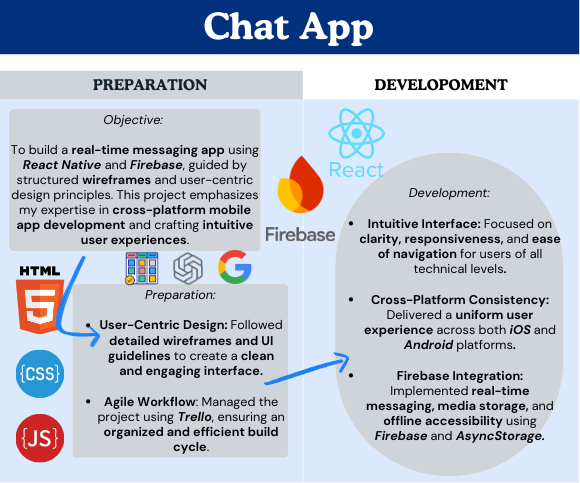 Chat App
PREPARATION
DEVELOPOMENT
Objective:
To build a real-time messaging app using
React Native and Firebase, guided by
structured wireframes and user-centric
design principles. This project emphasizes
my expertise in cross-platform mobile
app development and crafting intuitive
user experiences.
React
Firebase
HTML
5
{CSS}
{JS}
Preparation:
• User-Centric Design: Followed
detailed wireframes and UI
guidelines to create a clean
and engaging interface.
• Agile Workflow: Managed the
project using Trello, ensuring an
organized and efficient build
cycle.
Development:
• Intuitive Interface: Focused on
clarity, responsiveness, and ease
of navigation for users of all
technical levels.
• Cross-Platform Consistency:
Delivered a uniform user
experience across both iOS and
Android platforms.
• Firebase Integration:
Implemented real-time
messaging, media storage, and
offline accessibility using
Firebase and AsyncStorage.